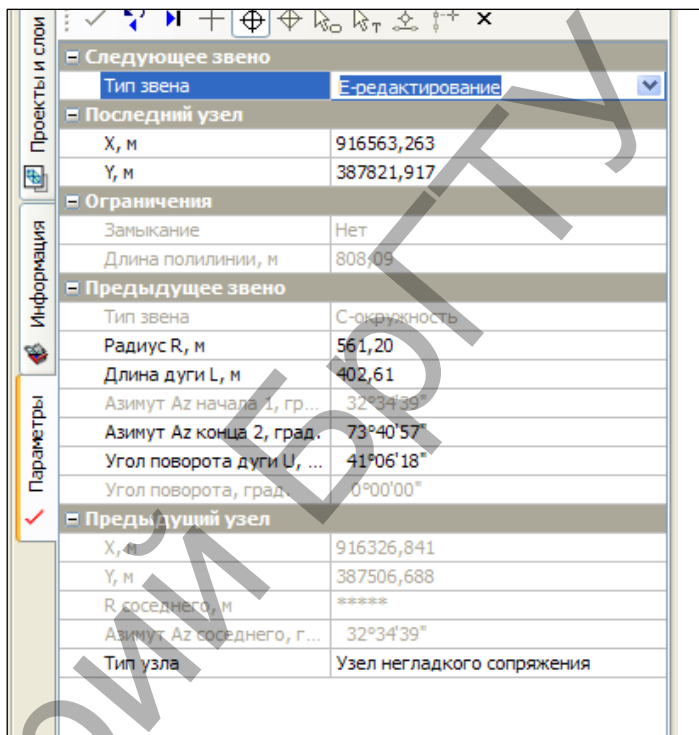 Проекты и слои
Информация
Параметры
Следующее звено
Тип звена E-редактирование
Последний узел
X, м 916563,263
Y, м 387821,917
Ограничения
Замыкание Нет
Длина полилинии, м 808,09
Предыдущее звено
Тип звена C-окружность
Радиус R, м 561,20
Длина дуги L, м 402,61
Азимут Az начала 1, гр... 32°34'39"
Азимут Az конца 2, град. 73°40'57"
Угол поворота дуги U, ... 41°06'18"
Угол поворота, град. 0°00'00"
Предыдущий узел
X, м 916326,841
Y, м 387506,688
R соседнего, м *****
Азимут Az соседнего, г... 32°34'39"
Тип узла Узел негладкого сопряжения
ОИЙ БрГТУ